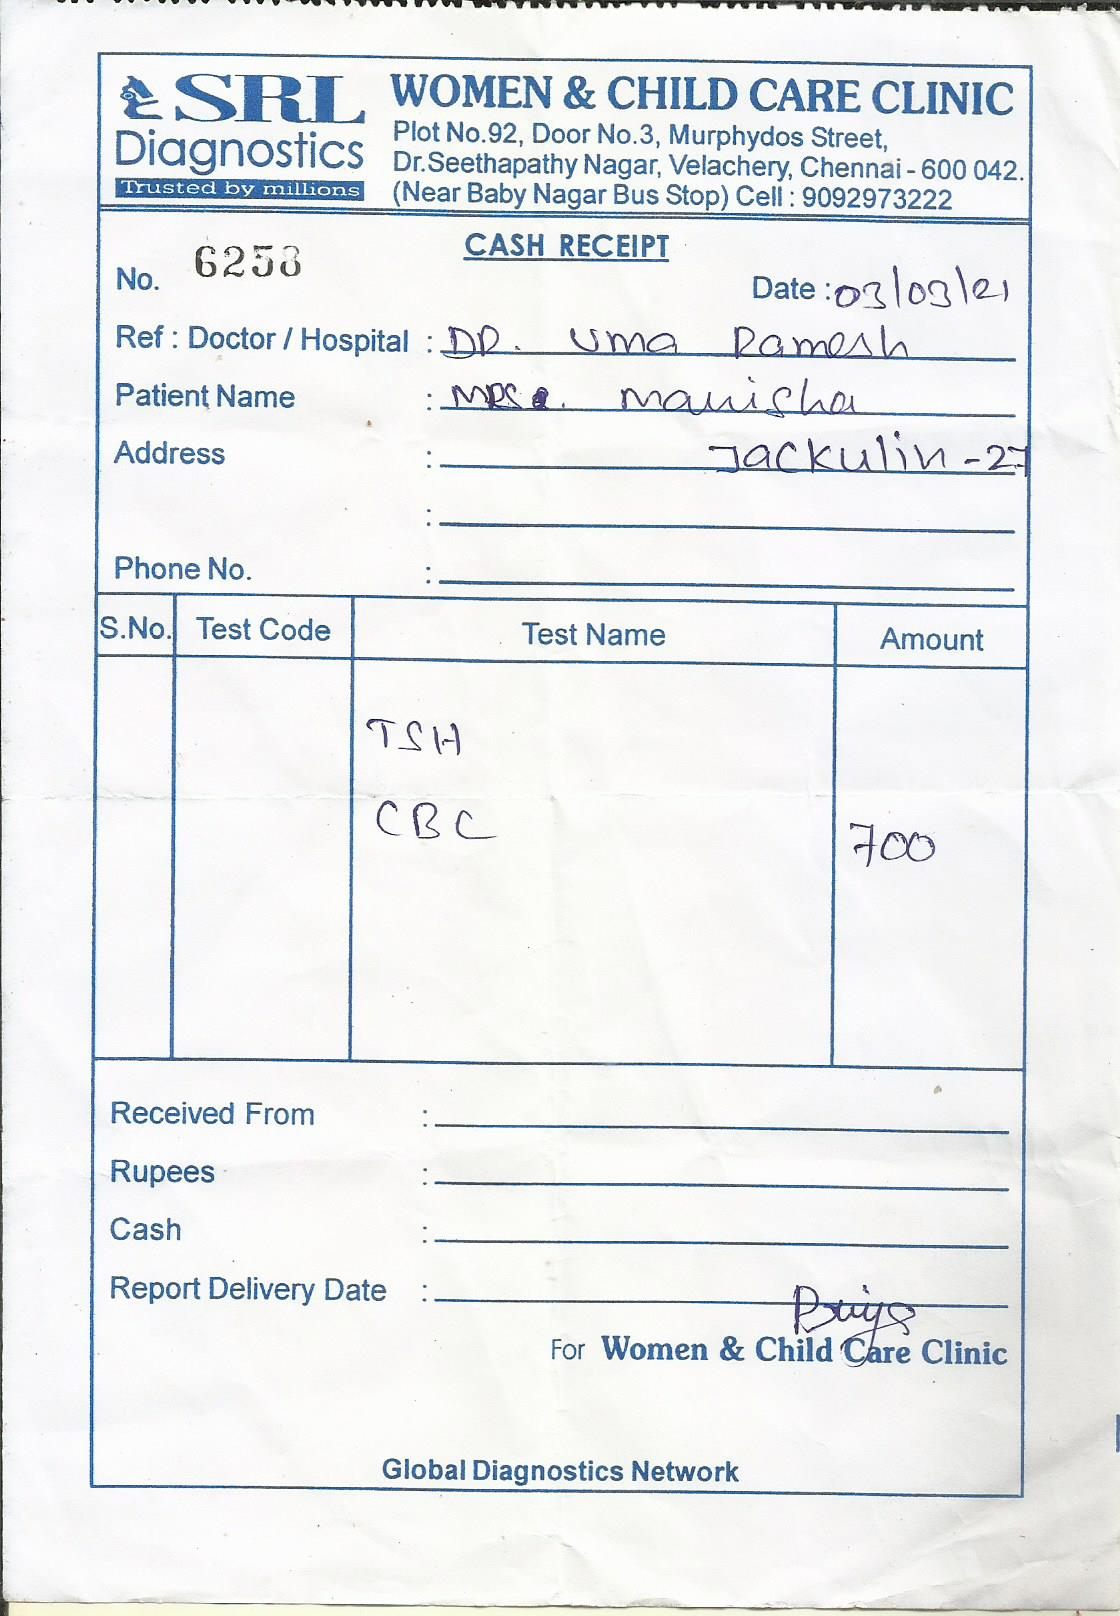 SRL
Diagnostics
Trusted by millions
WOMEN & CHILD CARE CLINIC
Plot No.92, Door No.3, Murphydos Street,
Dr.Seethapathy Nagar, Velachery, Chennai - 600 042.
(Near Baby Nagar Bus Stop) Cell : 9092973222
CASH RECEIPT
No. 6258
Date : 03/03/21
Ref : Doctor / Hospital : DR. Uma Ramesh
Patient Name : MRS. Manisha
Address : Jackulin - 27
:
Phone No. :
S.No. Test Code Test Name Amount
TSH
CBC 700
Received From :
Rupees :
Cash :
Report Delivery Date :
Priya
For Women & Child Care Clinic
Global Diagnostics Network